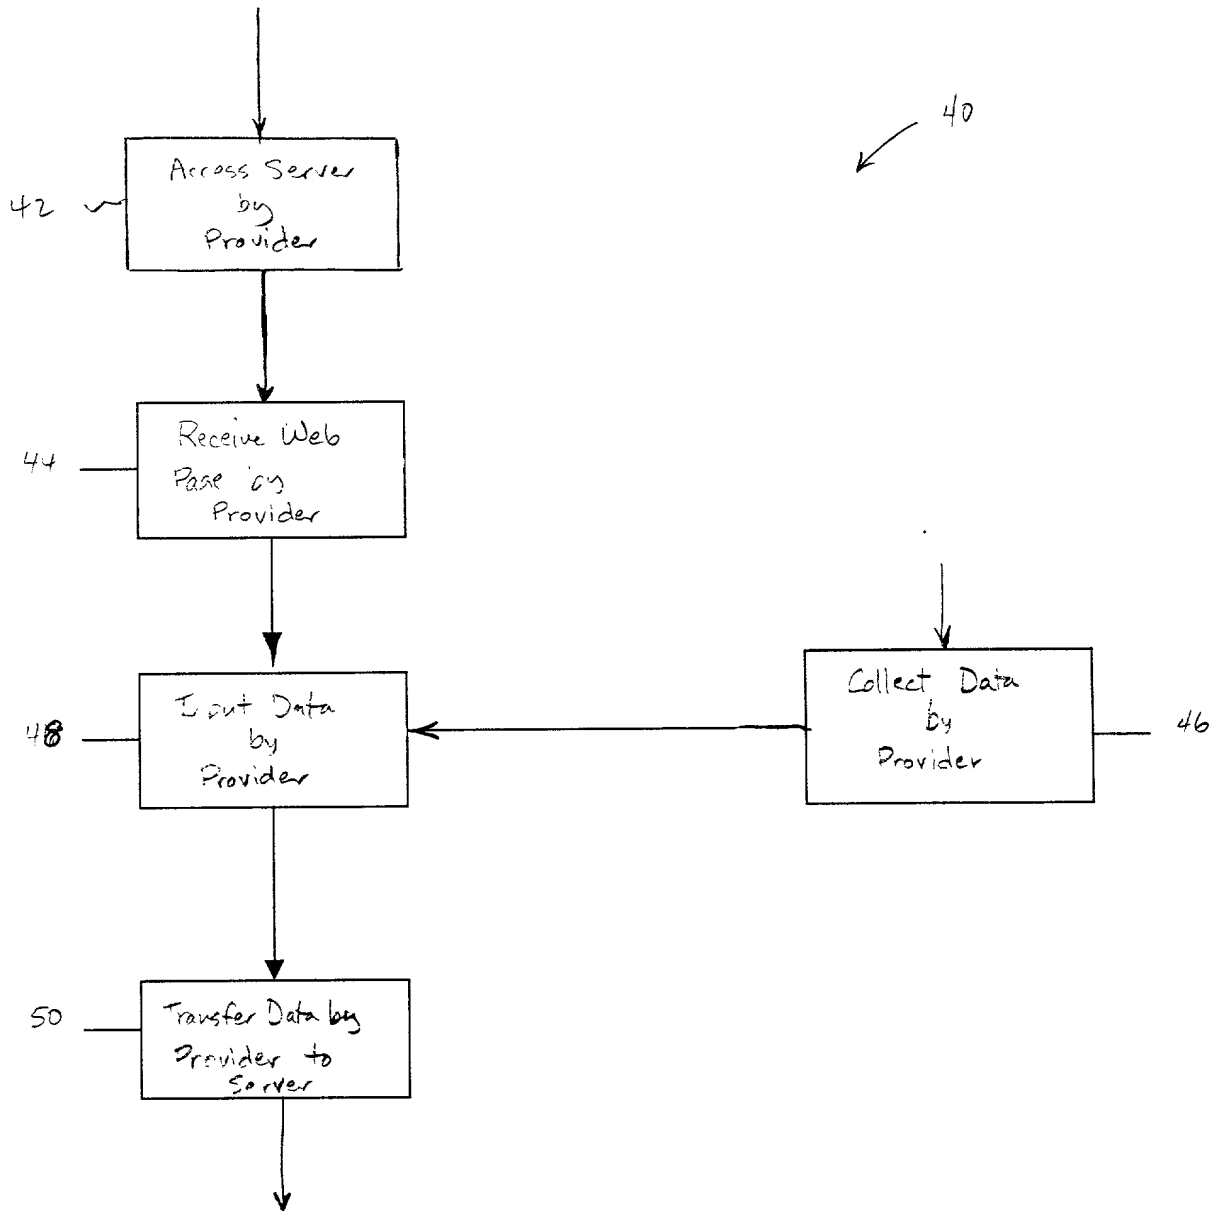 40
42
Access Server
by
Provider
44
Receive Web
Page by
Provider
48
Input Data
by
Provider
Collect Data
by
Provider
46
50
Transfer Data by
Provider to
Server